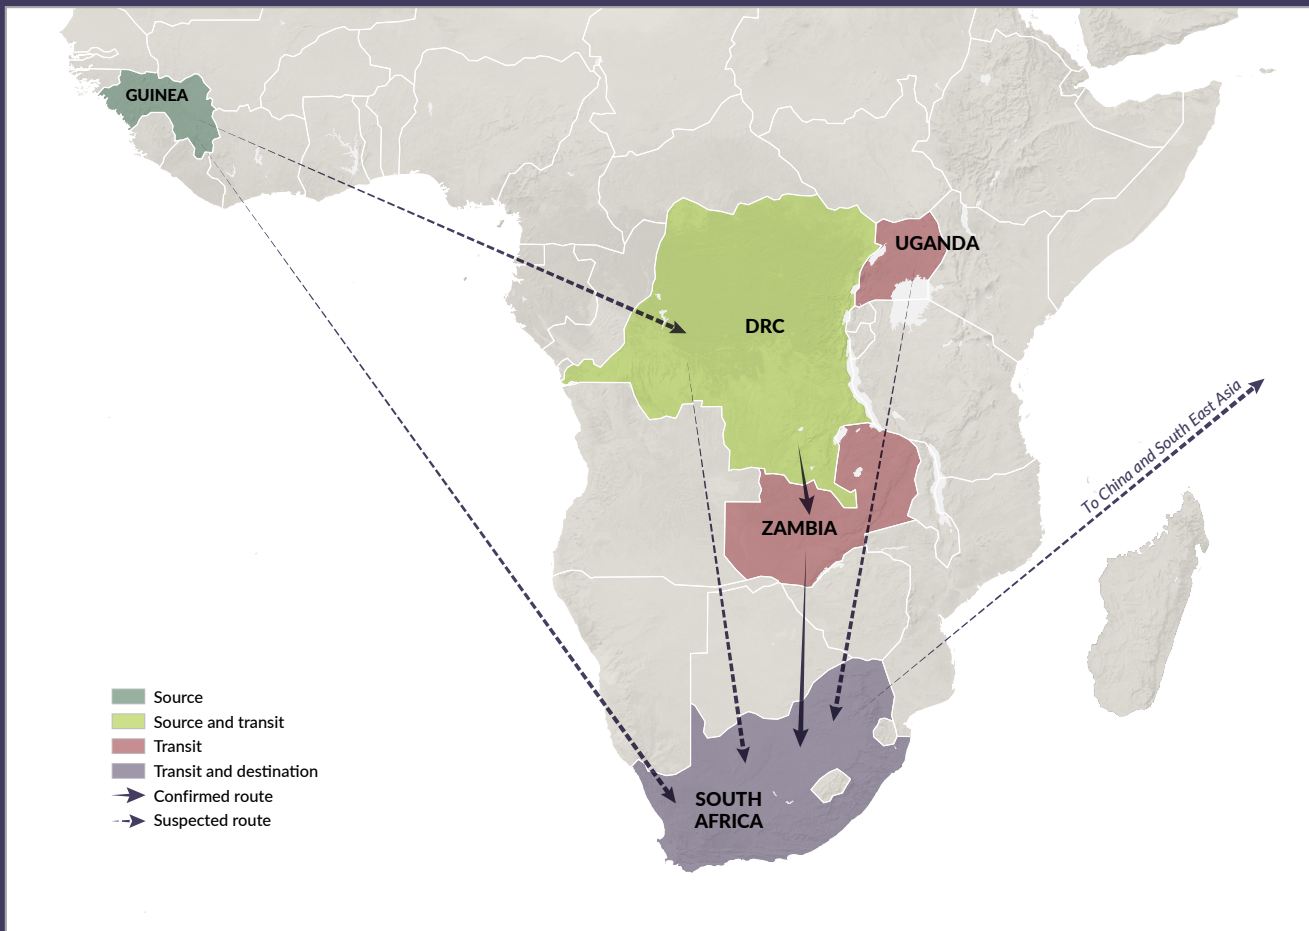 GUINEA
UGANDA
DRC
To China and South East Asia
ZAMBIA
Source
Source and transit
Transit
Transit and destination
Confirmed route
Suspected route
SOUTH
AFRICA